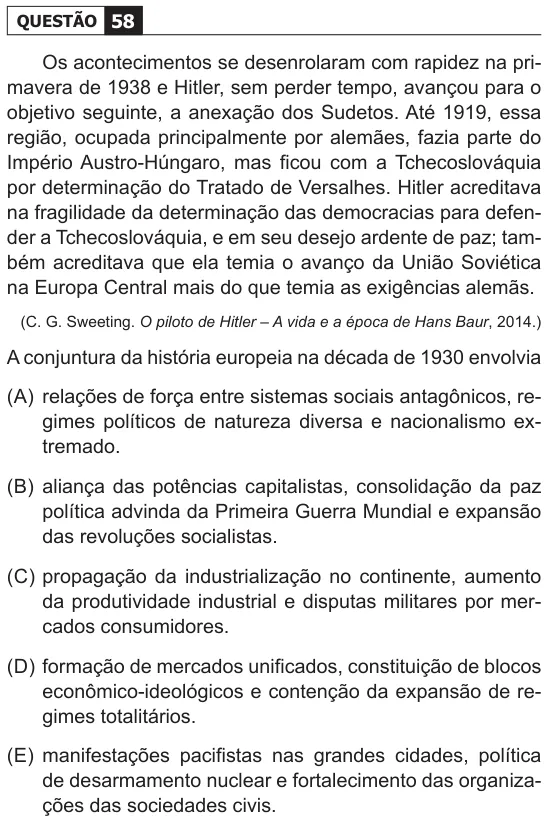 QUESTÃO 58
Os acontecimentos se desenrolaram com rapidez na pri-
mavera de 1938 e Hitler, sem perder tempo, avançou para o
objetivo seguinte, a anexação dos Sudetos. Até 1919, essa
região, ocupada principalmente por alemães, fazia parte do
Império Austro-Húngaro, mas ficou com a Tchecoslováquia
por determinação do Tratado de Versalhes. Hitler acreditava
na fragilidade da determinação das democracias para defen-
der a Tchecoslováquia, e em seu desejo ardente de paz; tam-
bém acreditava que ela temia o avanço da União Soviética
na Europa Central mais do que temia as exigências alemãs.
(C. G. Sweeting. O piloto de Hitler – A vida e a época de Hans Baur, 2014.)
A conjuntura da história europeia na década de 1930 envolvia
(A) relações de força entre sistemas sociais antagônicos, re-
gimes políticos de natureza diversa e nacionalismo ex-
tremado.
(B) aliança das potências capitalistas, consolidação da paz
política advinda da Primeira Guerra Mundial e expansão
das revoluções socialistas.
(C) propagação da industrialização no continente, aumento
da produtividade industrial e disputas militares por mer-
cados consumidores.
(D) formação de mercados unificados, constituição de blocos
econômico-ideológicos e contenção da expansão de re-
gimes totalitários.
(E) manifestações pacifistas nas grandes cidades, política
de desarmamento nuclear e fortalecimento das organiza-
ções das sociedades civis.